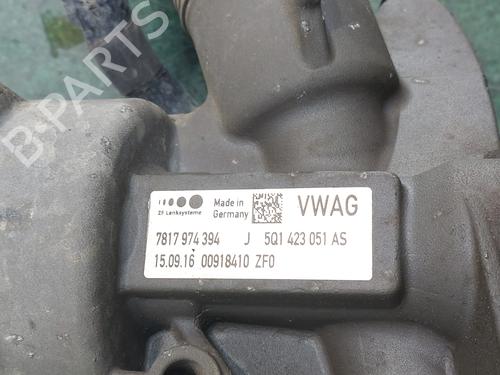 B-PARTS
ZF Lenksysteme
Made in
Germany
VWAG
7817 974 394 J 5Q1 423 051 AS
15.09.16 00918410 ZF0